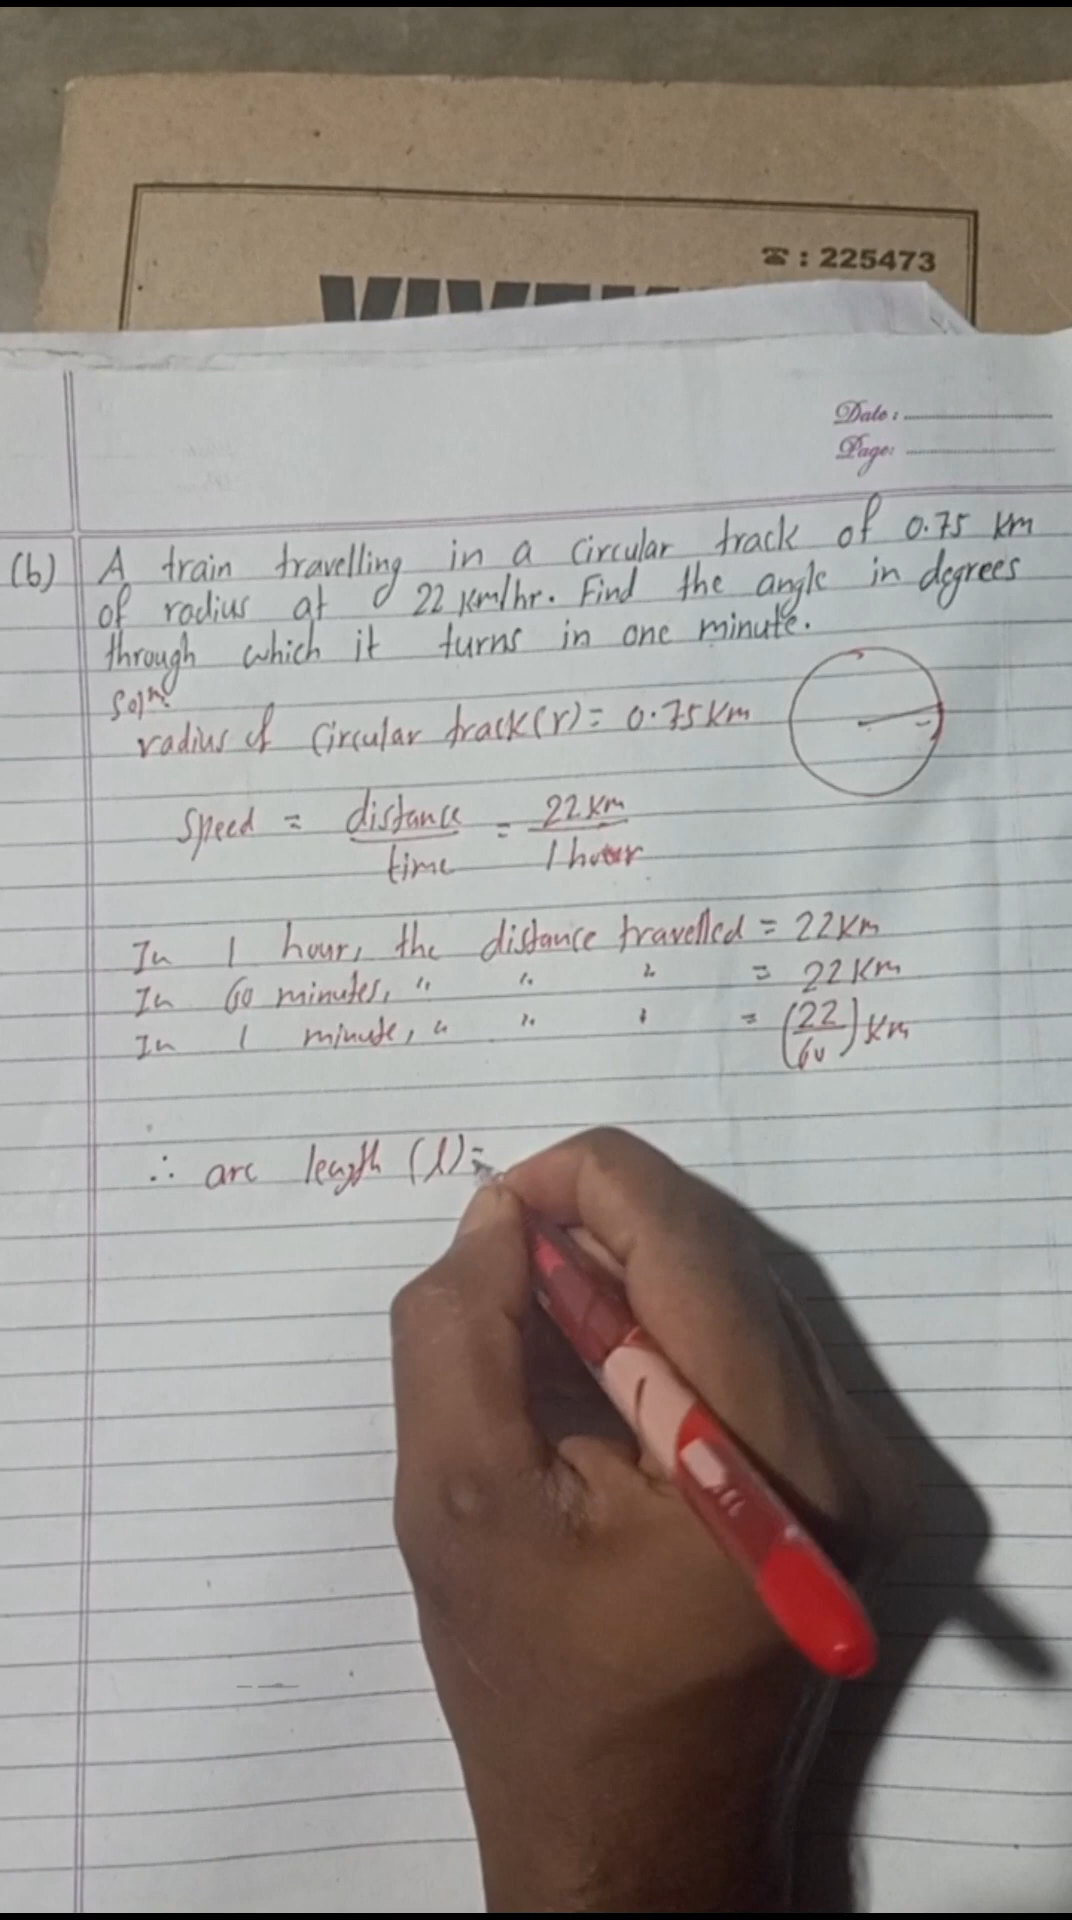 ☎ : 225473
Date :
Page:
(b) A train travelling in a circular track of 0.75 km
of radius at 22 km/hr. Find the angle in degrees
through which it turns in one minute.
Soln
radius of circular track (r) = 0.75 km
Speed = distance/time = 22 km/1 hour
In 1 hour, the distance travelled = 22 km
In 60 minutes, " " " = 22 km
In 1 minute, " " " = (22/60) km
∴ arc length (l) =